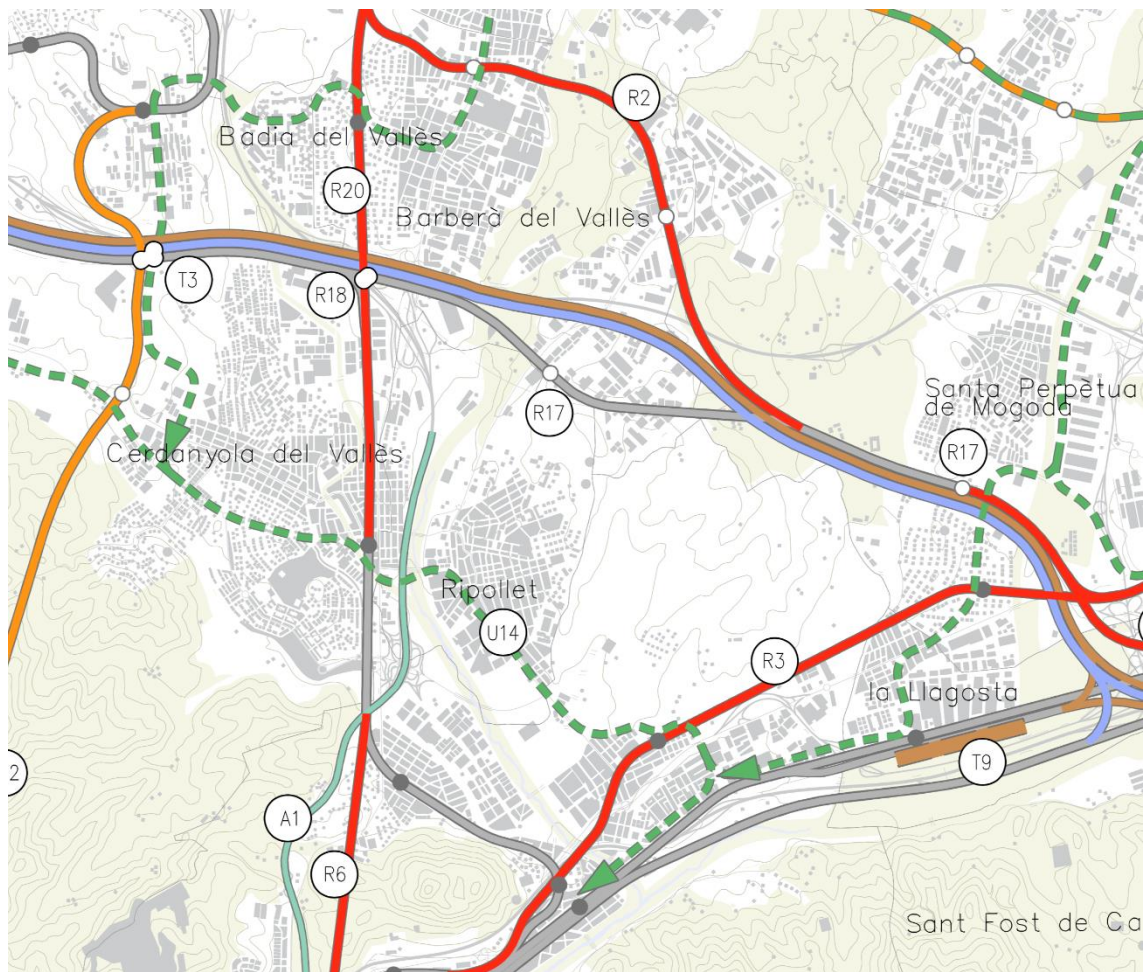 R2
Badia del Vallès
R20
Barberà del Vallès
T3
R18
Santa Perpètua
de Mogoda
R17
R17
Cerdanyola del Vallès
Ripollet
U14
R3
la Llagosta
2
T9
A1
R6
Sant Fost de Ca